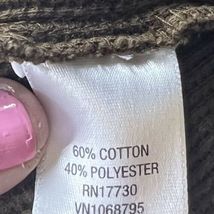 60% COTTON
40% POLYESTER
RN17730
VN1068795